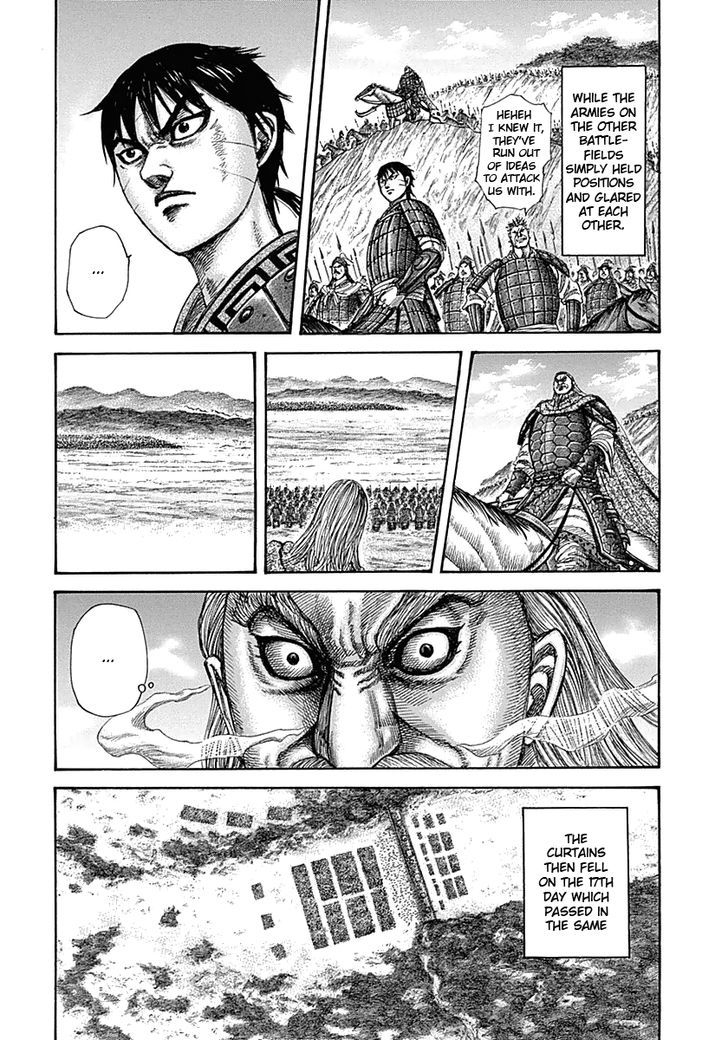 WHILE THE
ARMIES ON
THE OTHER
BATTLE-
FIELDS
SIMPLY HELD
POSITIONS
AND GLARED
AT EACH
OTHER.
HEHEH
I KNEW IT,
THEY'VE
RUN OUT
OF IDEAS
TO ATTACK
US WITH.
...
...
THE
CURTAINS
THEN FELL
ON THE 17TH
DAY WHICH
PASSED IN
THE SAME